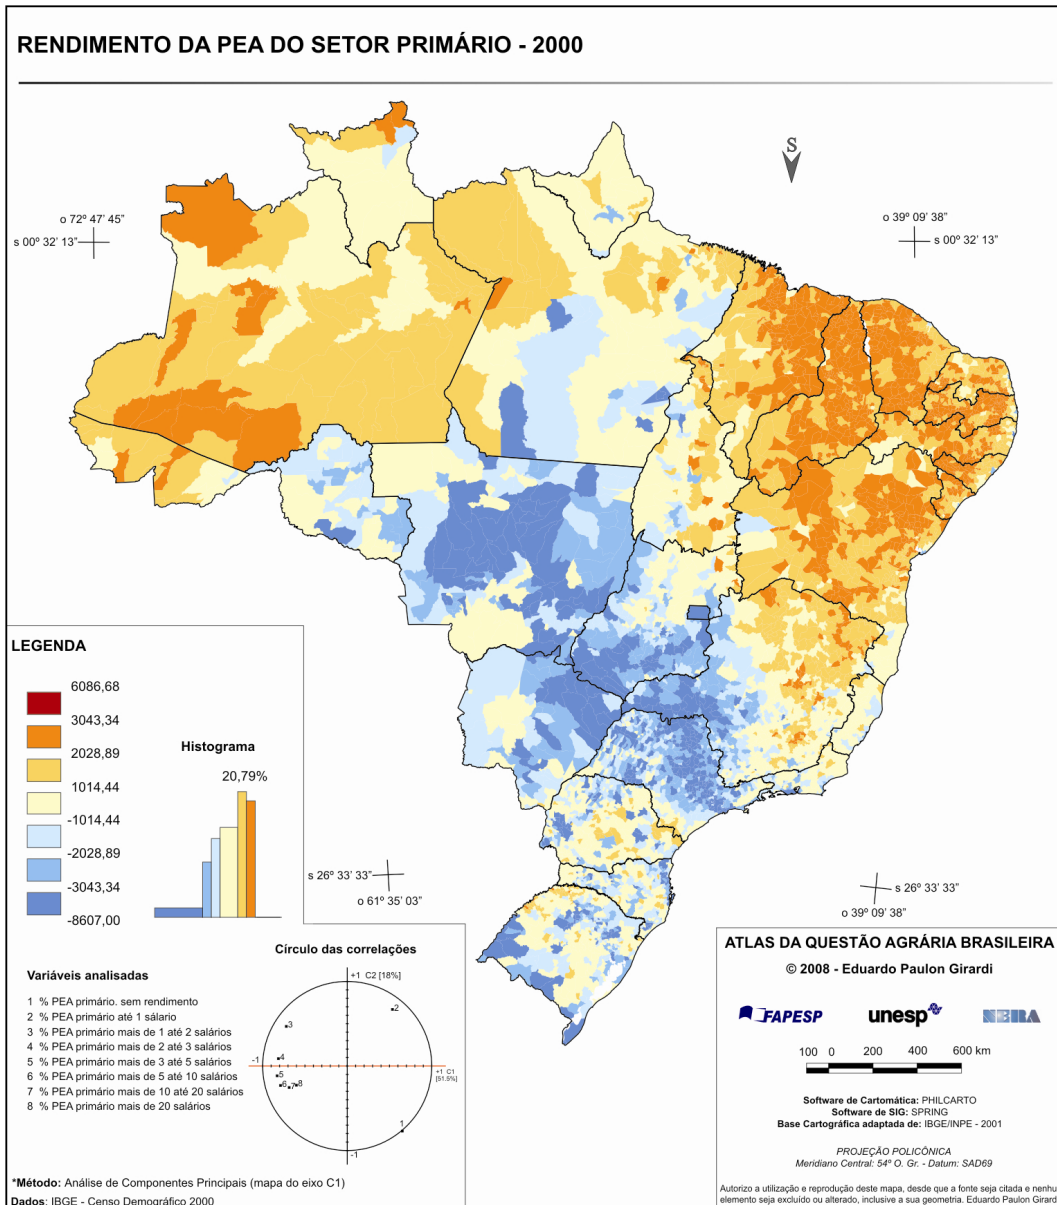 RENDIMENTO DA PEA DO SETOR PRIMÁRIO - 2000
S
o 72º 47' 45"
s 00º 32' 13"
o 39º 09' 38"
s 00º 32' 13"
LEGENDA
6086,68
3043,34
2028,89
1014,44
-1014,44
-2028,89
-3043,34
-8607,00
Histograma
20,79%
s 26º 33' 33"
o 61º 35' 03"
s 26º 33' 33"
o 39º 09' 38"
Variáveis analisadas
1 % PEA primário. sem rendimento
2 % PEA primário até 1 sálario
3 % PEA primário mais de 1 até 2 salários
4 % PEA primário mais de 2 até 3 salários
5 % PEA primário mais de 3 até 5 salários
6 % PEA primário mais de 5 até 10 salários
7 % PEA primário mais de 10 até 20 salários
8 % PEA primário mais de 20 salários
Círculo das correlações
+1 C2 [18%]
2
3
4
-1
+1 C1
[51.5%]
5
6 7 8
1
-1
*Método: Análise de Componentes Principais (mapa do eixo C1)
Dados: IBGE - Censo Demográfico 2000
ATLAS DA QUESTÃO AGRÁRIA BRASILEIRA
© 2008 - Eduardo Paulon Girardi
FAPESP
unesp
NERA
100 0 200 400 600 km
Software de Cartomática: PHILCARTO
Software de SIG: SPRING
Base Cartográfica adaptada de: IBGE/INPE - 2001
PROJEÇÃO POLICÔNICA
Meridiano Central: 54º O. Gr. - Datum: SAD69
Autorizo a utilização e reprodução deste mapa, desde que a fonte seja citada e nenhu
elemento seja excluído ou alterado, inclusive a sua geometria. Eduardo Paulon Girard